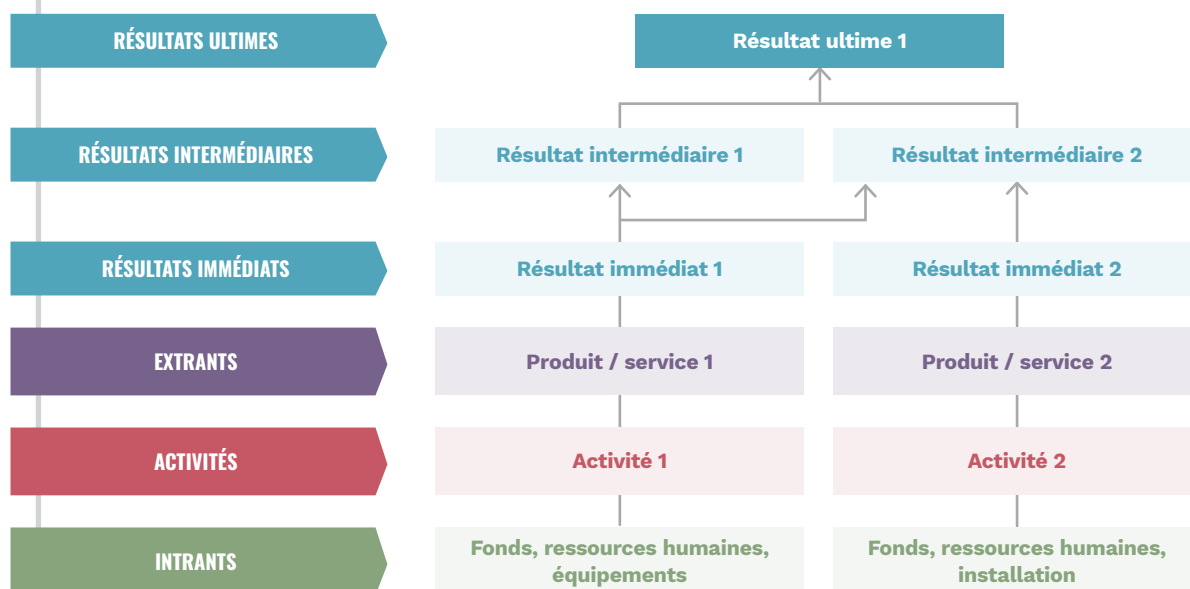 RÉSULTATS ULTIMES
Résultat ultime 1
RÉSULTATS INTERMÉDIAIRES
Résultat intermédiaire 1
Résultat intermédiaire 2
RÉSULTATS IMMÉDIATS
Résultat immédiat 1
Résultat immédiat 2
EXTRANTS
Produit / service 1
Produit / service 2
ACTIVITÉS
Activité 1
Activité 2
INTRANTS
Fonds, ressources humaines,
équipements
Fonds, ressources humaines,
installation